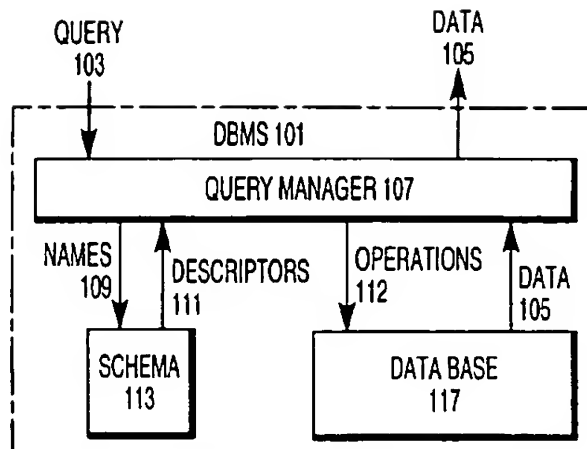 QUERY
103
DATA
105
DBMS 101
QUERY MANAGER 107
NAMES
109
DESCRIPTORS
111
OPERATIONS
112
DATA
105
SCHEMA
113
DATA BASE
117